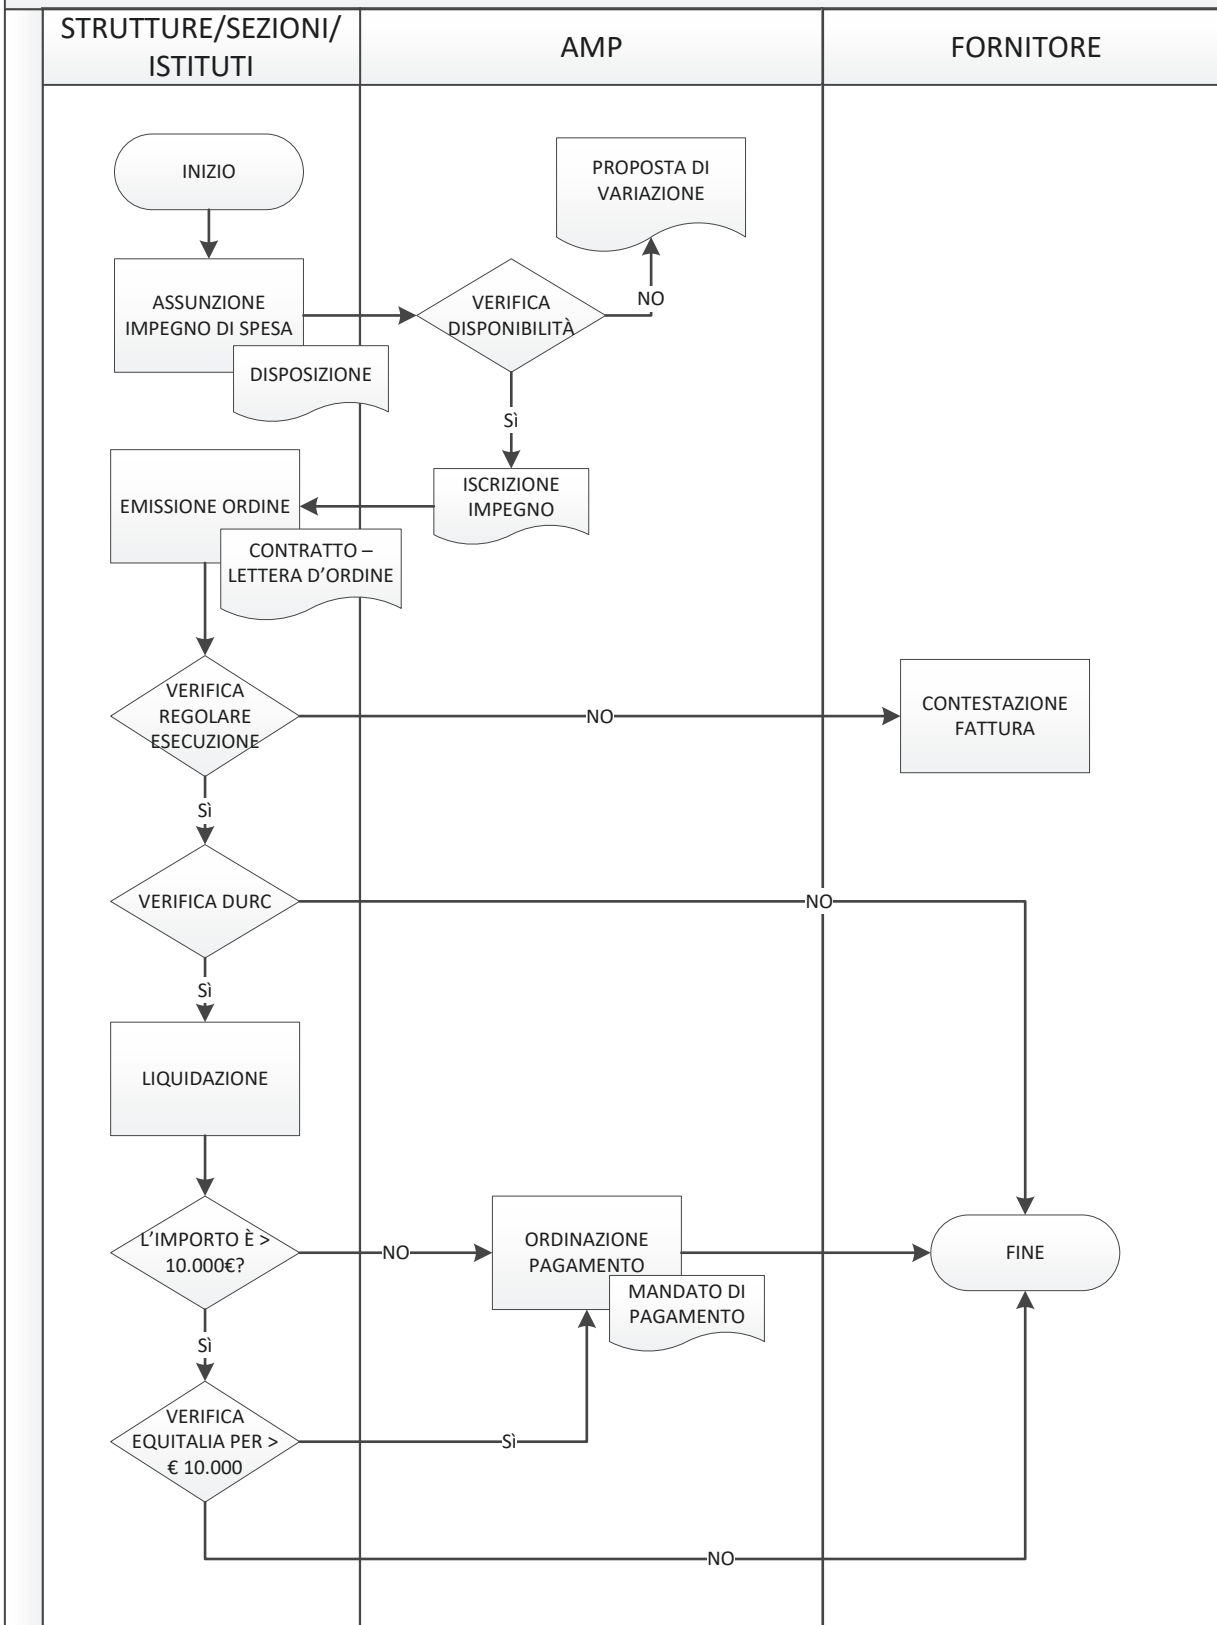 STRUTTURE/SEZIONI/
ISTITUTI
AMP
FORNITORE
INIZIO
PROPOSTA DI
VARIAZIONE
ASSUNZIONE
IMPEGNO DI SPESA
VERIFICA
DISPONIBILITÀ
NO
DISPOSIZIONE
Sì
EMISSIONE ORDINE
ISCRIZIONE
IMPEGNO
CONTRATTO –
LETTERA D’ORDINE
VERIFICA
REGOLARE
ESECUZIONE
NO
CONTESTAZIONE
FATTURA
Sì
VERIFICA DURC
NO
Sì
LIQUIDAZIONE
L’IMPORTO È >
10.000€?
NO
ORDINAZIONE
PAGAMENTO
MANDATO DI
PAGAMENTO
FINE
Sì
VERIFICA
EQUITALIA PER >
€ 10.000
Sì
NO